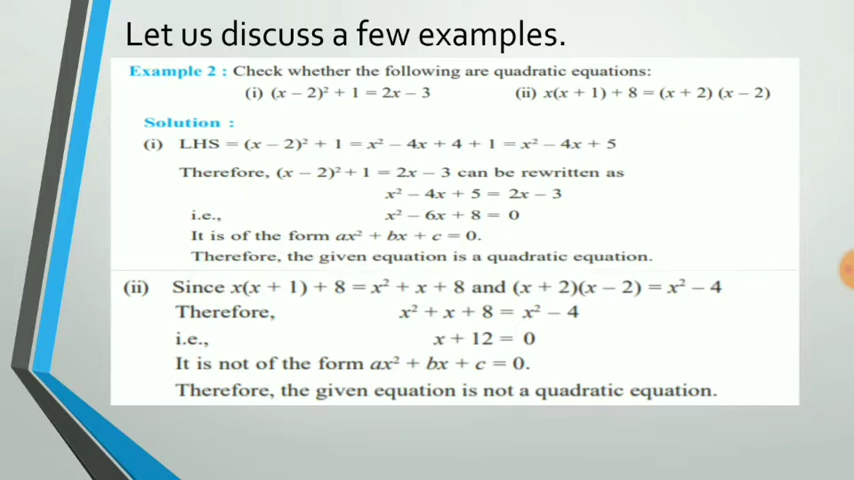 Let us discuss a few examples.
Example 2 : Check whether the following are quadratic equations:
(i) (x – 2)² + 1 = 2x – 3 (ii) x(x + 1) + 8 = (x + 2) (x – 2)
Solution :
(i) LHS = (x – 2)² + 1 = x² – 4x + 4 + 1 = x² – 4x + 5
Therefore, (x – 2)² + 1 = 2x – 3 can be rewritten as
x² – 4x + 5 = 2x – 3
i.e., x² – 6x + 8 = 0
It is of the form ax² + bx + c = 0.
Therefore, the given equation is a quadratic equation.
(ii) Since x(x + 1) + 8 = x² + x + 8 and (x + 2)(x – 2) = x² – 4
Therefore, x² + x + 8 = x² – 4
i.e., x + 12 = 0
It is not of the form ax² + bx + c = 0.
Therefore, the given equation is not a quadratic equation.